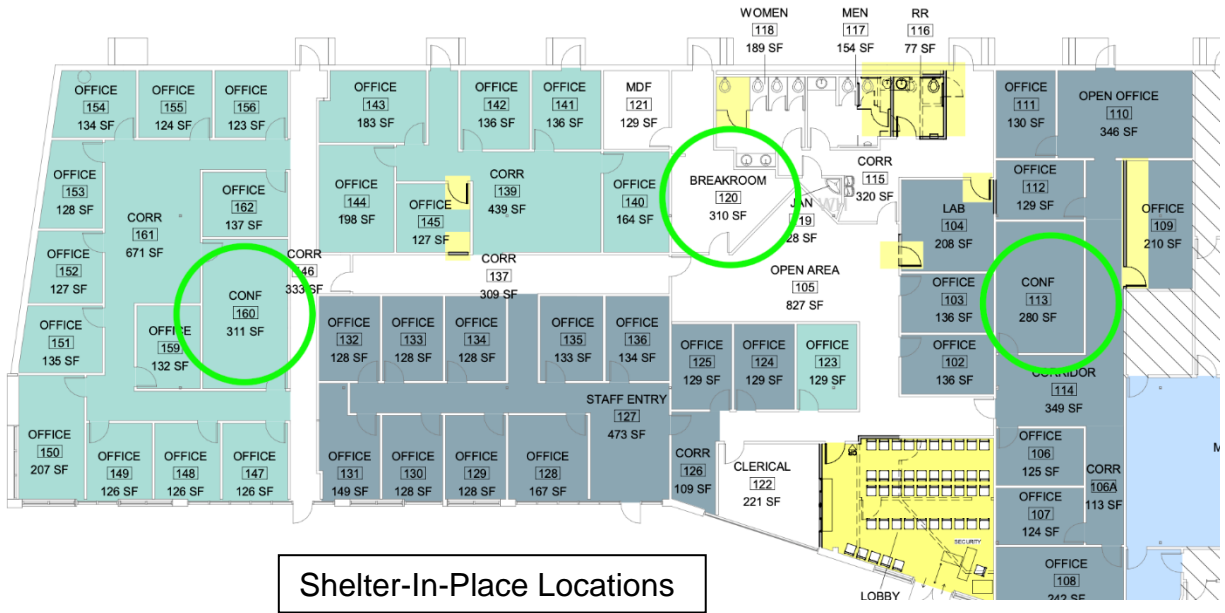 WOMEN
118
189 SF
MEN
117
154 SF
RR
116
77 SF
OFFICE
154
134 SF
OFFICE
155
124 SF
OFFICE
156
123 SF
OFFICE
143
183 SF
OFFICE
142
136 SF
OFFICE
141
136 SF
MDF
121
129 SF
OFFICE
111
130 SF
OPEN OFFICE
110
346 SF
OFFICE
153
128 SF
CORR
161
671 SF
OFFICE
162
137 SF
OFFICE
144
198 SF
OFFICE
145
127 SF
CORR
139
439 SF
OFFICE
140
164 SF
BREAKROOM
120
310 SF
CORR
115
320 SF
WH
JAN
119
28 SF
LAB
104
208 SF
OFFICE
112
129 SF
OFFICE
109
210 SF
OFFICE
152
127 SF
CORR
146
333 SF
CORR
137
309 SF
OPEN AREA
105
827 SF
CONF
160
311 SF
CONF
113
280 SF
OFFICE
151
135 SF
OFFICE
159
132 SF
OFFICE
132
128 SF
OFFICE
133
128 SF
OFFICE
134
128 SF
OFFICE
135
133 SF
OFFICE
136
134 SF
OFFICE
125
129 SF
OFFICE
124
129 SF
OFFICE
123
129 SF
OFFICE
103
136 SF
OFFICE
102
136 SF
CORRIDOR
114
349 SF
STAFF ENTRY
127
473 SF
OFFICE
150
207 SF
OFFICE
149
126 SF
OFFICE
148
126 SF
OFFICE
147
126 SF
OFFICE
131
149 SF
OFFICE
130
128 SF
OFFICE
129
128 SF
OFFICE
128
167 SF
CORR
126
109 SF
CLERICAL
122
221 SF
OFFICE
106
125 SF
CORR
106A
113 SF
OFFICE
107
124 SF
M
SECURITY
OFFICE
108
242 SF
LOBBY
Shelter-In-Place Locations